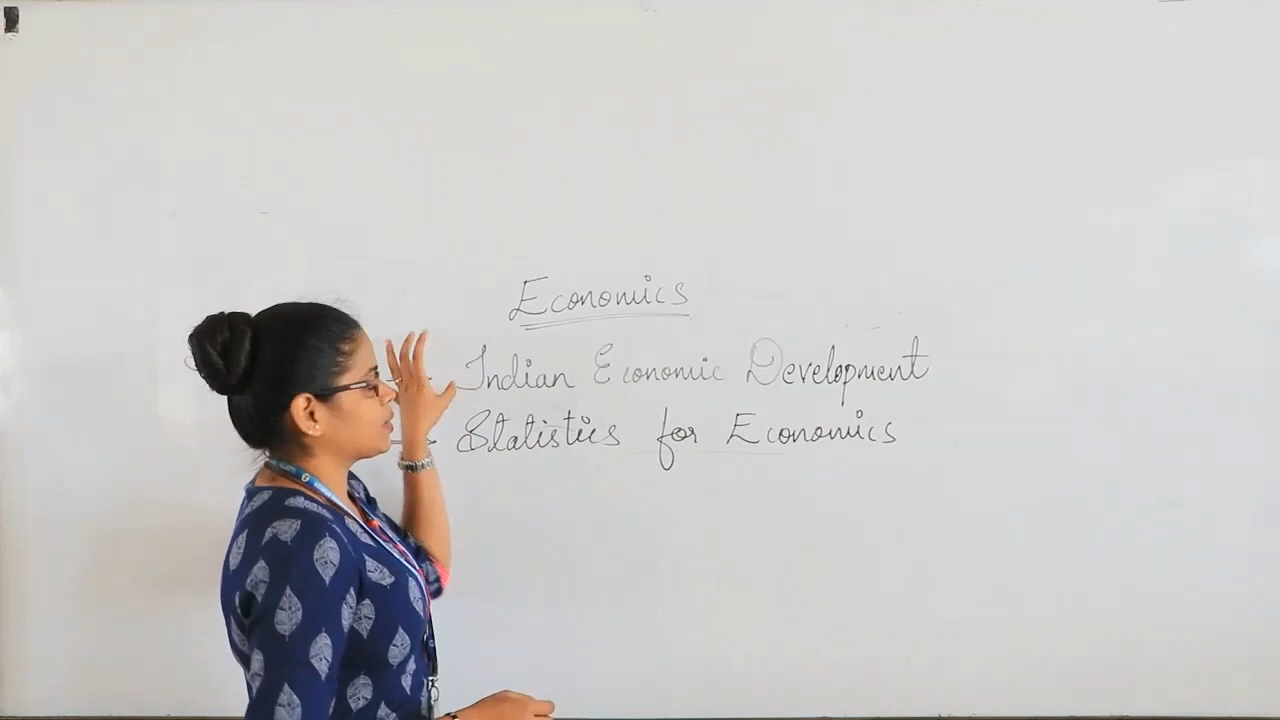 Economics
Indian Economic Development
Statistics for Economics